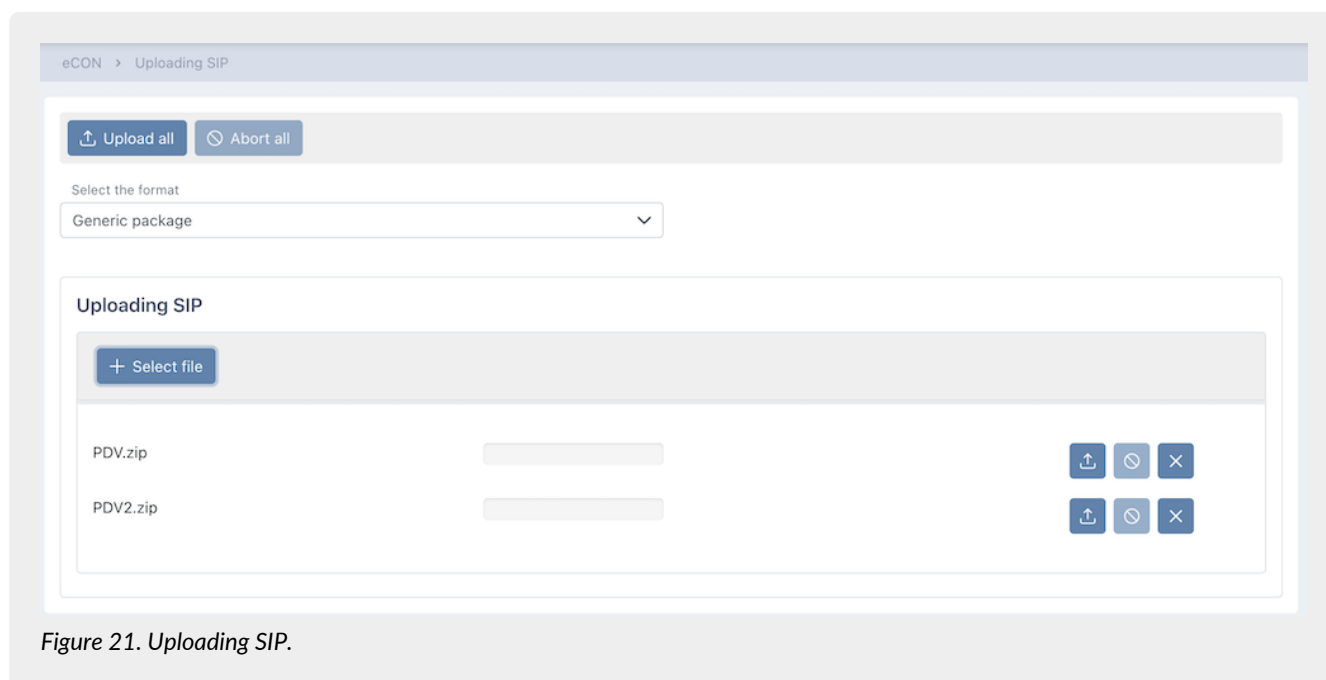 eCON > Uploading SIP
Upload all Abort all
Select the format
Generic package
Uploading SIP
+ Select file
PDV.zip
PDV2.zip
Figure 21. Uploading SIP.